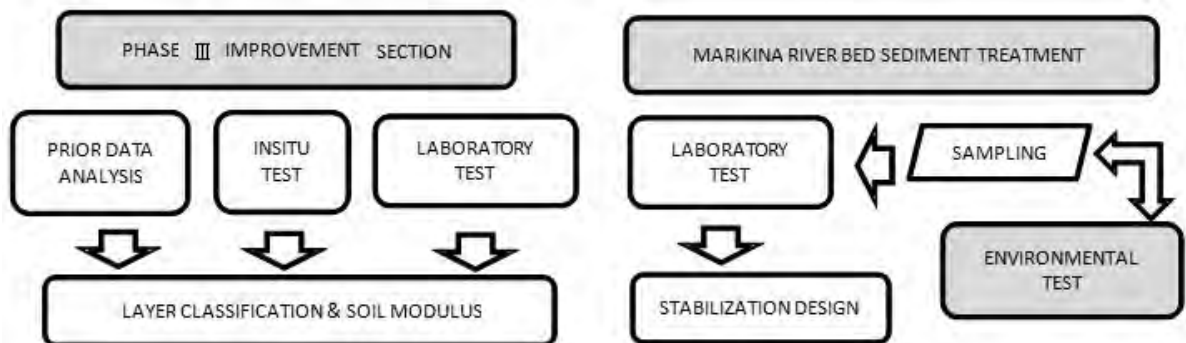 PHASE Ⅲ IMPROVEMENT SECTION
PRIOR DATA
ANALYSIS
INSITU
TEST
LABORATORY
TEST
LAYER CLASSIFICATION & SOIL MODULUS
MARIKINA RIVER BED SEDIMENT TREATMENT
LABORATORY
TEST
SAMPLING
ENVIRONMENTAL
TEST
STABILIZATION DESIGN